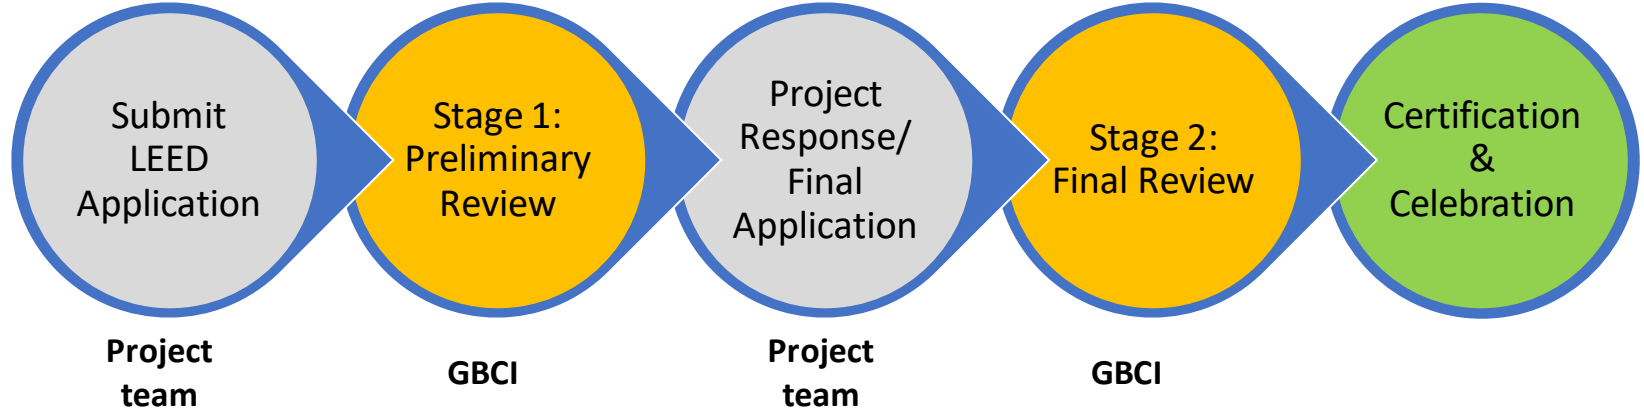 Submit
LEED
Application
Stage 1:
Preliminary
Review
Project
Response/
Final
Application
Stage 2:
Final Review
Certification
&
Celebration
Project
team
GBCI
Project
team
GBCI